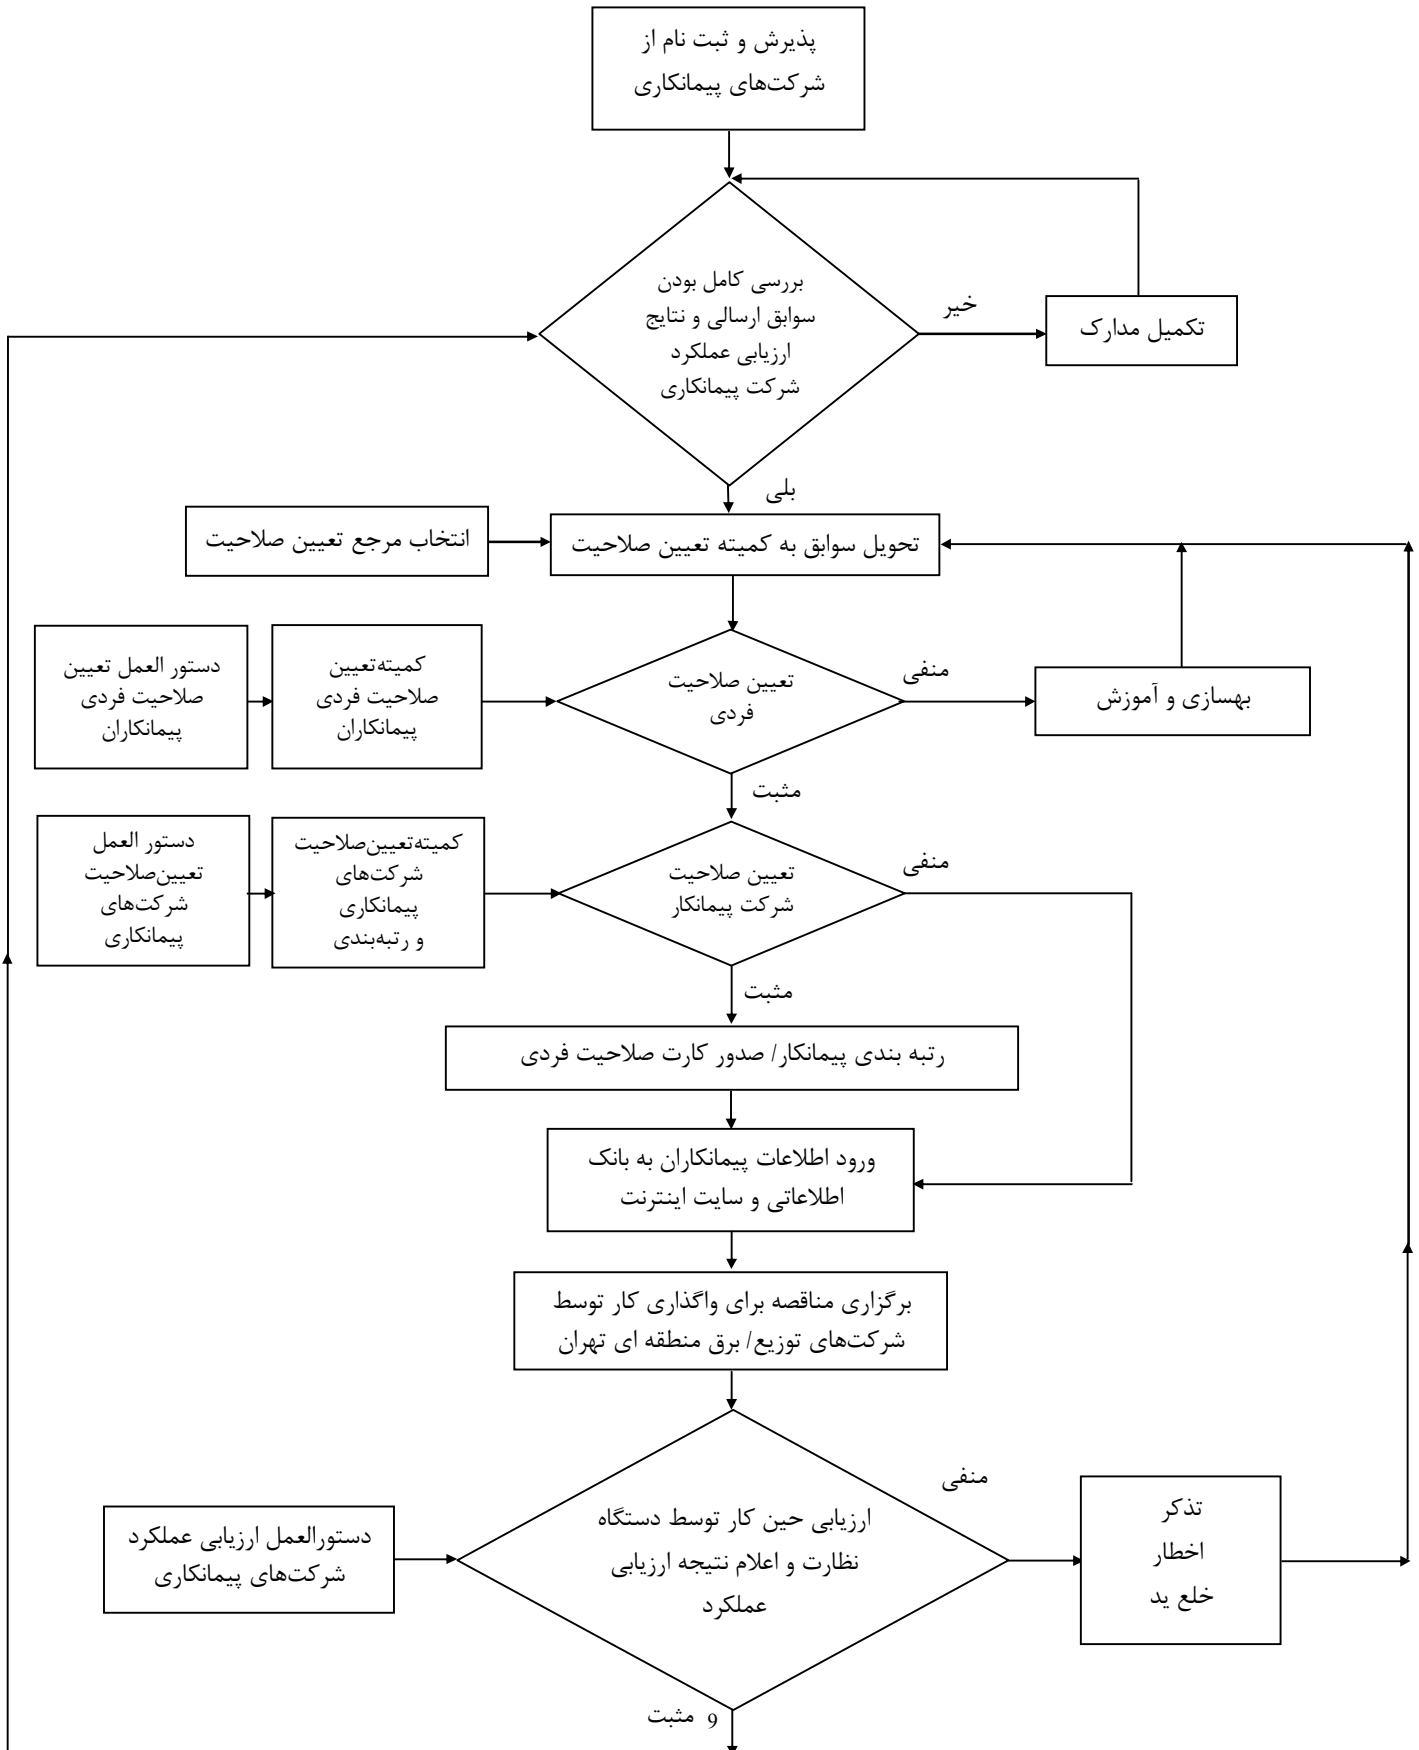 پذیرش و ثبت نام از
شرکت‌های پیمانکاری
بررسی کامل بودن
سوابق ارسالی و نتایج
ارزیابی عملکرد
شرکت پیمانکاری
خیر
تکمیل مدارک
بلی
انتخاب مرجع تعیین صلاحیت
تحویل سوابق به کمیته تعیین صلاحیت
دستور العمل تعیین
صلاحیت فردی
پیمانکاران
کمیته‌تعیین
صلاحیت فردی
پیمانکاران
تعیین صلاحیت
فردی
منفی
بهسازی و آموزش
مثبت
دستور العمل
تعیین‌صلاحیت
شرکت‌های
پیمانکاری
کمیته‌تعیین‌صلاحیت
شرکت‌های
پیمانکاری
و رتبه‌بندی
تعیین صلاحیت
شرکت پیمانکار
منفی
مثبت
رتبه بندی پیمانکار/ صدور کارت صلاحیت فردی
ورود اطلاعات پیمانکاران به بانک
اطلاعاتی و سایت اینترنت
برگزاری مناقصه برای واگذاری کار توسط
شرکت‌های توزیع/ برق منطقه ای تهران
دستورالعمل ارزیابی عملکرد
شرکت‌های پیمانکاری
ارزیابی حین کار توسط دستگاه
نظارت و اعلام نتیجه ارزیابی
عملکرد
منفی
تذکر
اخطار
خلع ید
مثبت
9